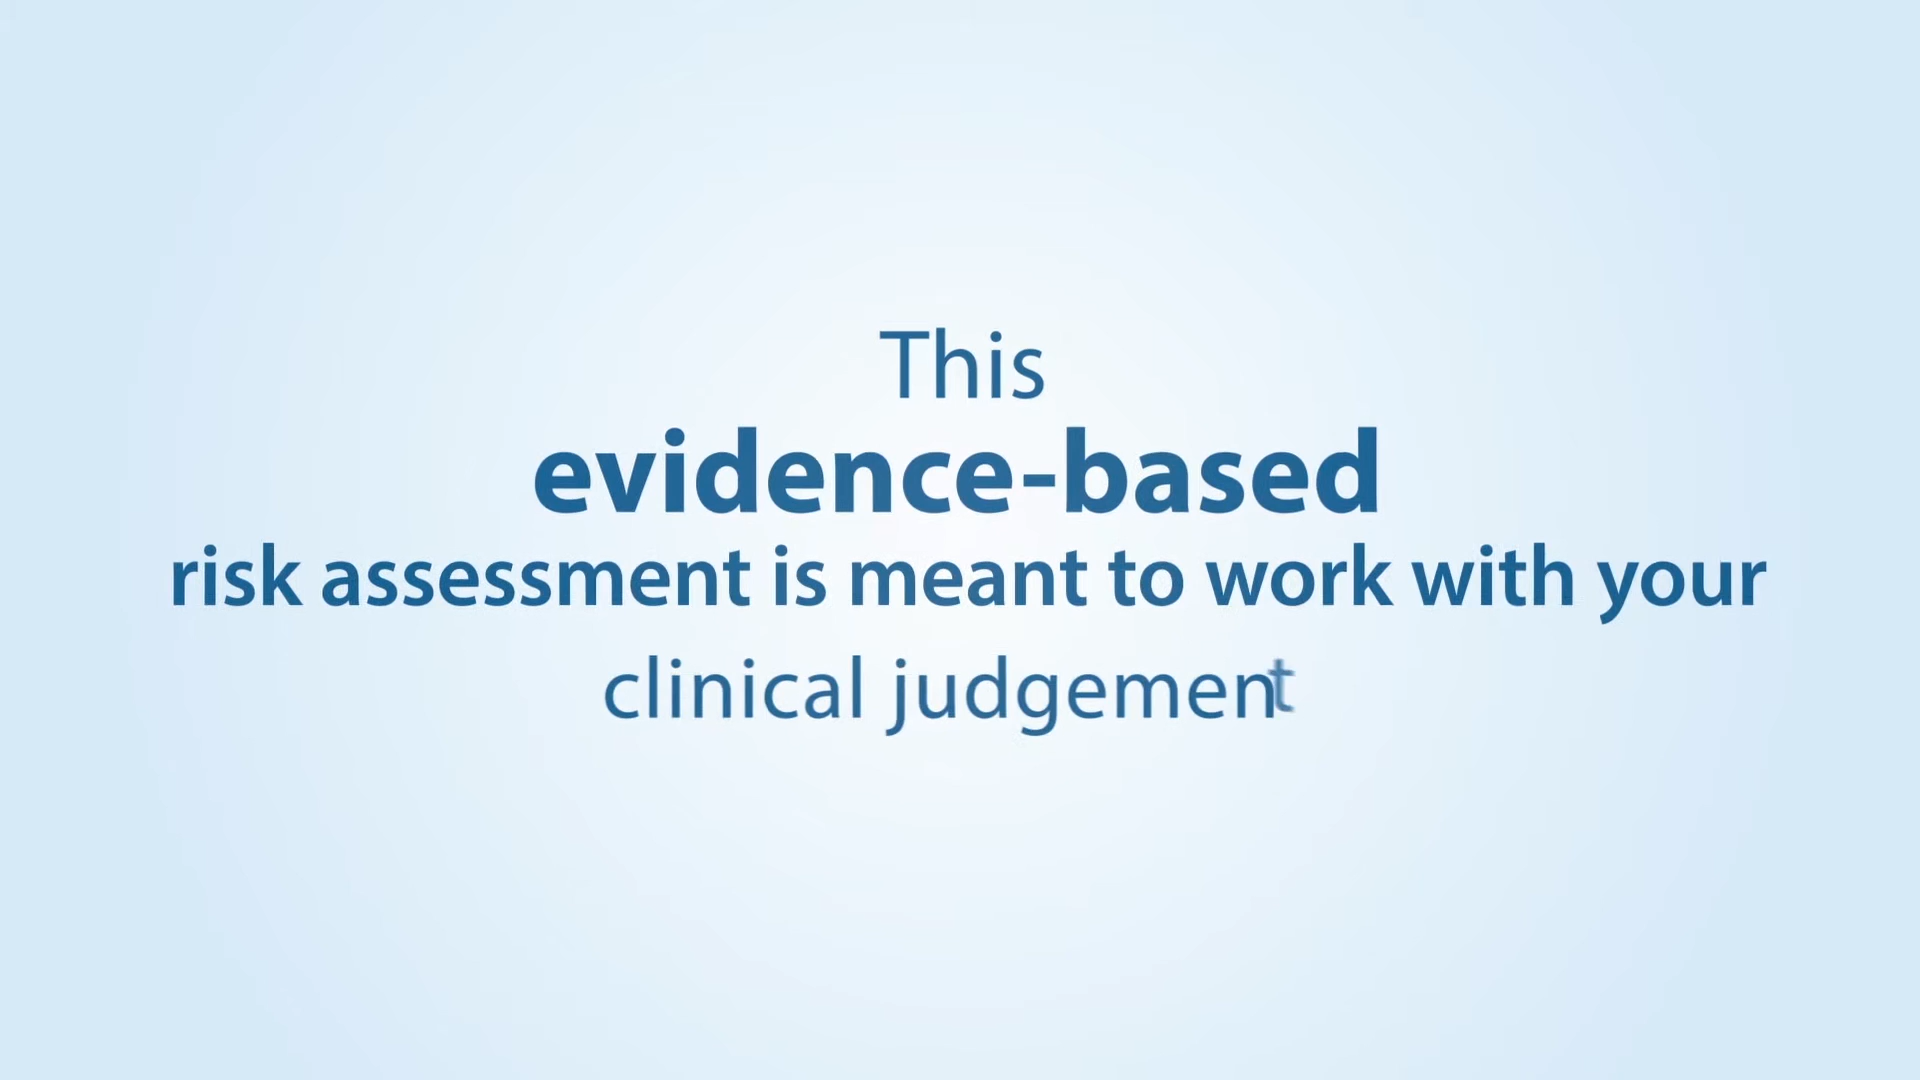 This
evidence-based
risk assessment is meant to work with your
clinical judgement